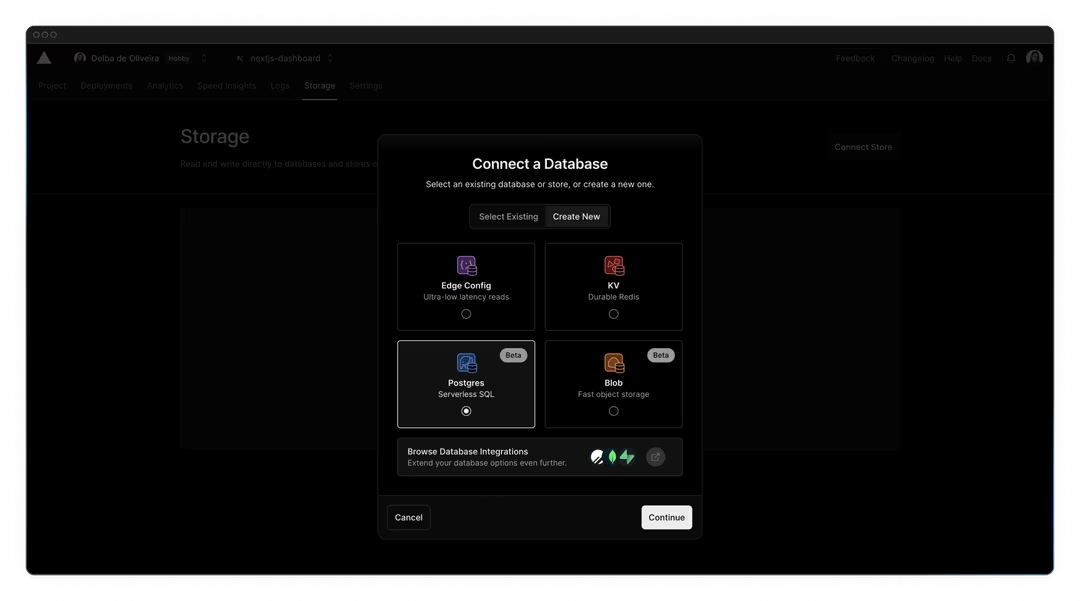 Delba de Oliveira Hobby nextjs-dashboard Feedback Changelog Help Docs
Project Deployments Analytics Speed Insights Logs Storage Settings
Storage
Read and write directly to databases and stores
Connect Store
Connect a Database
Select an existing database or store, or create a new one.
Select Existing Create New
Edge Config
Ultra-low latency reads
KV
Durable Redis
Beta
Postgres
Serverless SQL
Beta
Blob
Fast object storage
Browse Database Integrations
Extend your database options even further.
Cancel Continue